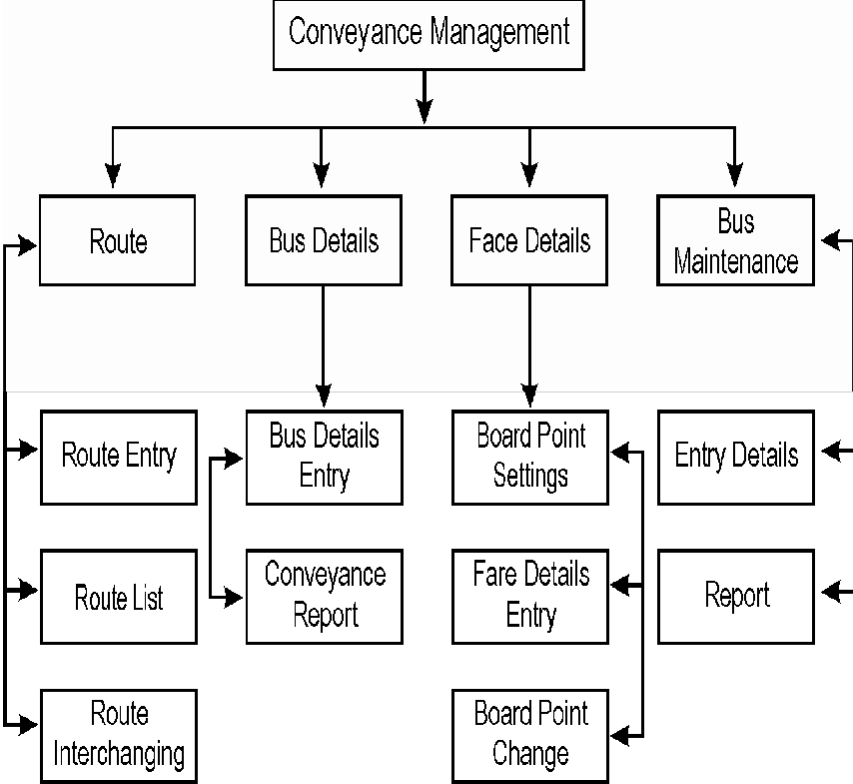 Conveyance Management
Route
Bus Details
Face Details
Bus
Maintenance
Route Entry
Bus Details
Entry
Board Point
Settings
Entry Details
Route List
Conveyance
Report
Fare Details
Entry
Report
Route
Interchanging
Board Point
Change